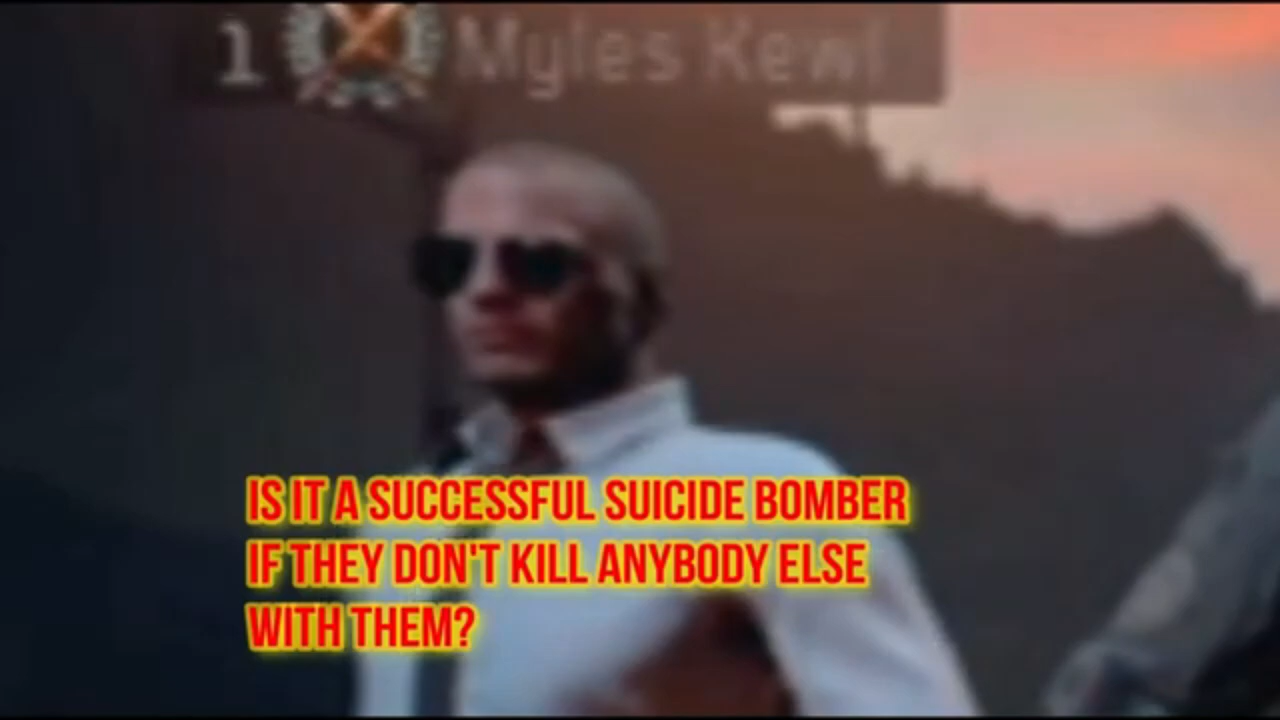 1 Myles Kewl
IS IT A SUCCESSFUL SUICIDE BOMBER
IF THEY DON'T KILL ANYBODY ELSE
WITH THEM?